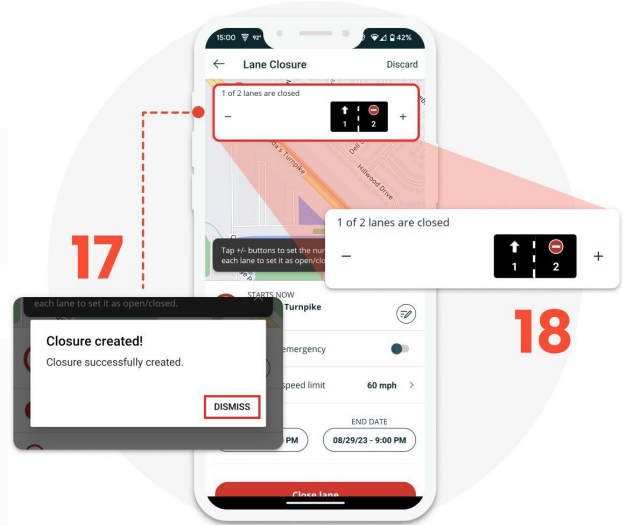 15:00 92° 42%
Lane Closure Discard
1 of 2 lanes are closed
− 1 2 +
Turnpike
Hillwood Drive
1 of 2 lanes are closed
− 1 2 +
17
18
Tap +/- buttons to set the nu
each lane to set it as open/clo
STARTS NOW
Turnpike
each lane to set it as open/closed.
Closure created!
Closure successfully created.
DISMISS
emergency
speed limit 60 mph >
END DATE
PM 08/29/23 - 9:00 PM
Close lane